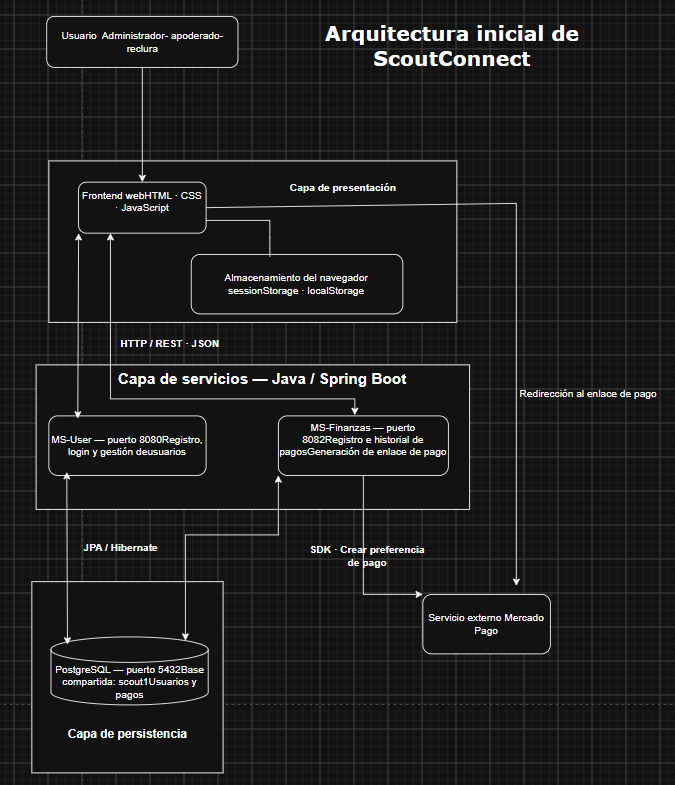 Arquitectura inicial de
ScoutConnect
Usuario  Administrador- apoderado-
reclura
Capa de presentación
Frontend webHTML · CSS
· JavaScript
Almacenamiento del navegador
sessionStorage · localStorage
HTTP / REST · JSON
Capa de servicios — Java / Spring Boot
Redirección al enlace de pago
MS-User — puerto 8080Registro,
login y gestión deusuarios
MS-Finanzas — puerto
8082Registro e historial de
pagosGeneración de enlace de pago
JPA / Hibernate
SDK · Crear preferencia
de pago
Servicio externo Mercado
Pago
PostgreSQL — puerto 5432Base
compartida: scout1Usuarios y
pagos
Capa de persistencia